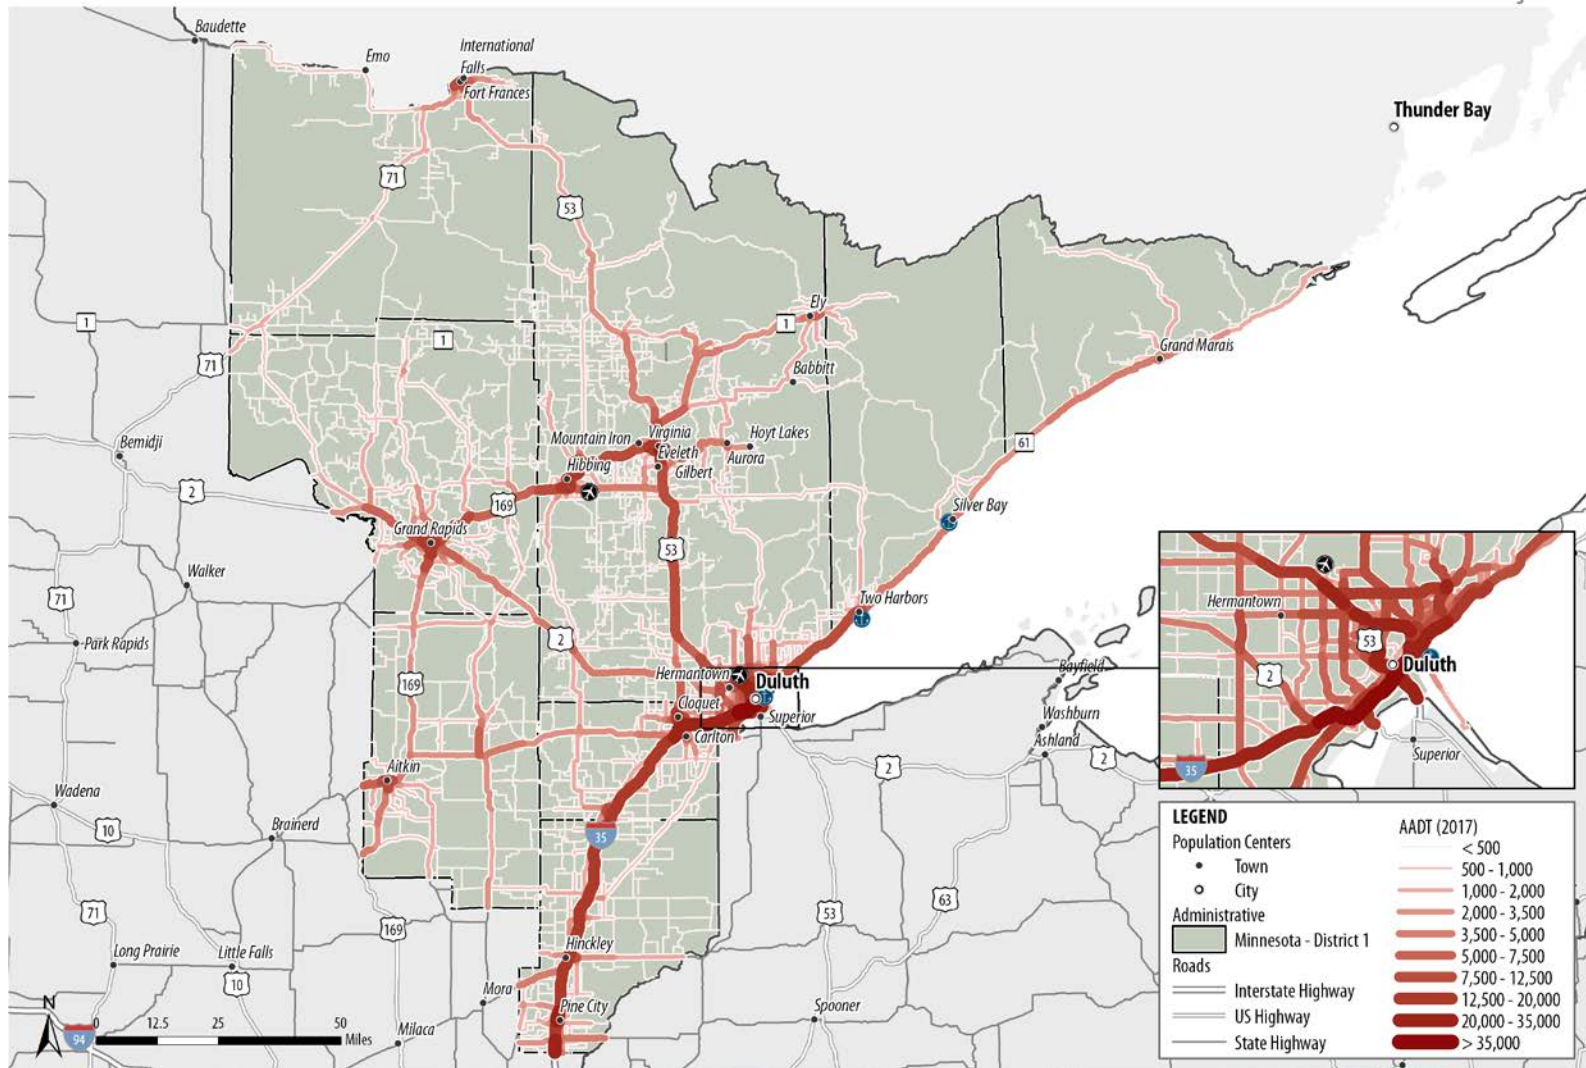 Baudette
Emo
International
Falls
Fort Frances
Thunder Bay
71
53
1
1
1
71
Ely
Babbitt
Grand Marais
61
Bemidji
2
Mountain Iron
Virginia
Eveleth
Gilbert
Hoyt Lakes
Aurora
Hibbing
169
Grand Rapids
53
Silver Bay
Walker
71
Park Rapids
Two Harbors
2
169
Hermantown
Duluth
Cloquet
Superior
Carlton
Bayfield
Washburn
Ashland
2
2
Aitkin
Wadena
10
Brainerd
35
71
169
53
63
Hinckley
Long Prairie
Little Falls
10
Mora
Pine City
Spooner
Milaca
N
94
0
12.5
25
50
Miles
Hermantown
53
Duluth
2
Superior
35
LEGEND
Population Centers
Town
City
Administrative
Minnesota - District 1
Roads
Interstate Highway
US Highway
State Highway
AADT (2017)
< 500
500 - 1,000
1,000 - 2,000
2,000 - 3,500
3,500 - 5,000
5,000 - 7,500
7,500 - 12,500
12,500 - 20,000
20,000 - 35,000
> 35,000